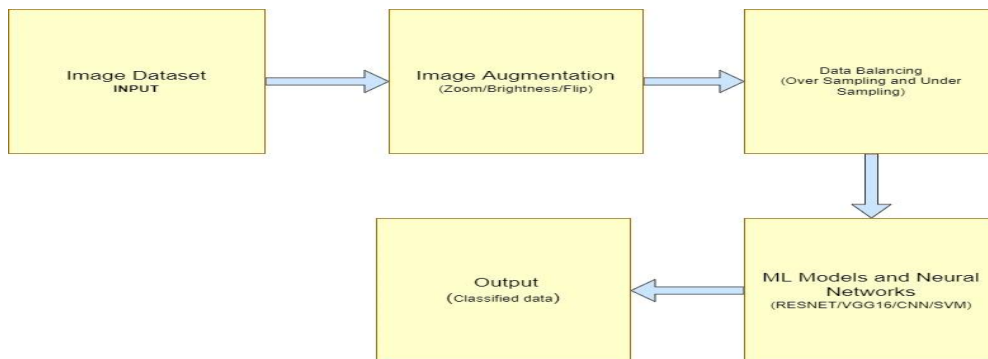 Image Dataset
INPUT
Image Augmentation
(Zoom/Brightness/Flip)
Data Balancing
(Over Sampling and Under
Sampling)
ML Models and Neural
Networks
(RESNET/VGG16/CNN/SVM)
Output
(Classified data)